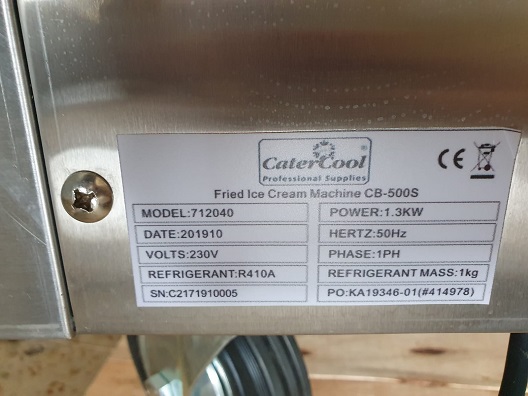 CaterCool
Professional Supplies
CE
Fried Ice Cream Machine CB-500S
MODEL:712040 POWER:1.3KW
DATE:201910 HERTZ:50Hz
VOLTS:230V PHASE:1PH
REFRIGERANT:R410A REFRIGERANT MASS:1kg
SN:C2171910005 PO:KA19346-01(#414978)